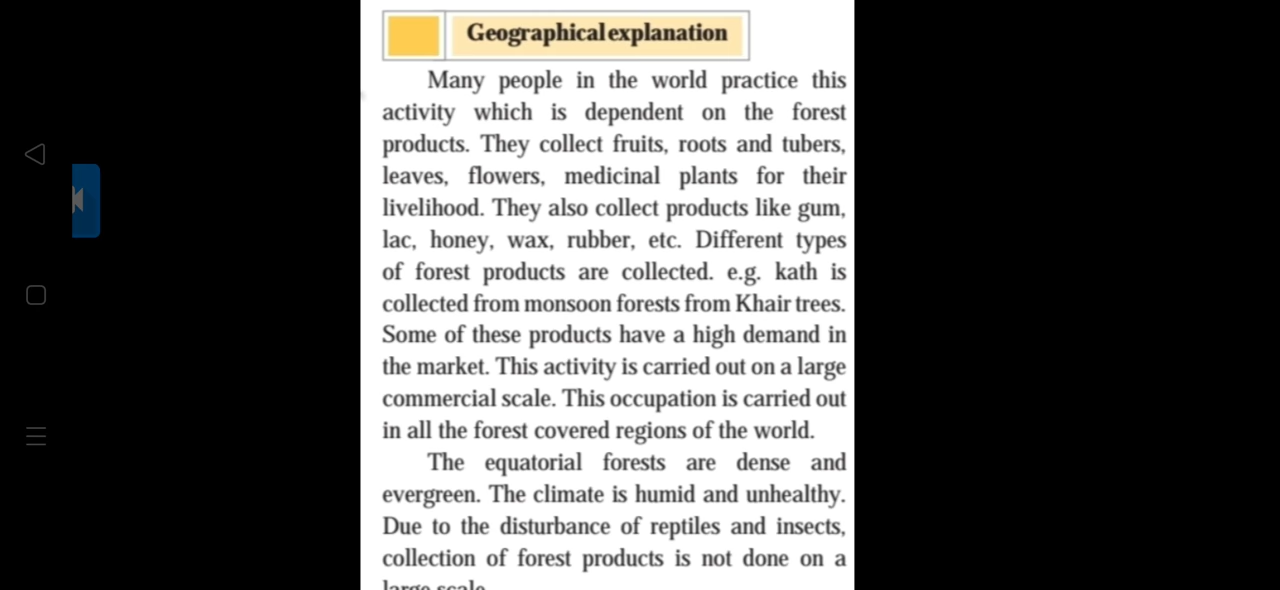 Geographical explanation
Many people in the world practice this
activity which is dependent on the forest
products. They collect fruits, roots and tubers,
leaves, flowers, medicinal plants for their
livelihood. They also collect products like gum,
lac, honey, wax, rubber, etc. Different types
of forest products are collected. e.g. kath is
collected from monsoon forests from Khair trees.
Some of these products have a high demand in
the market. This activity is carried out on a large
commercial scale. This occupation is carried out
in all the forest covered regions of the world.
The equatorial forests are dense and
evergreen. The climate is humid and unhealthy.
Due to the disturbance of reptiles and insects,
collection of forest products is not done on a
large scale.